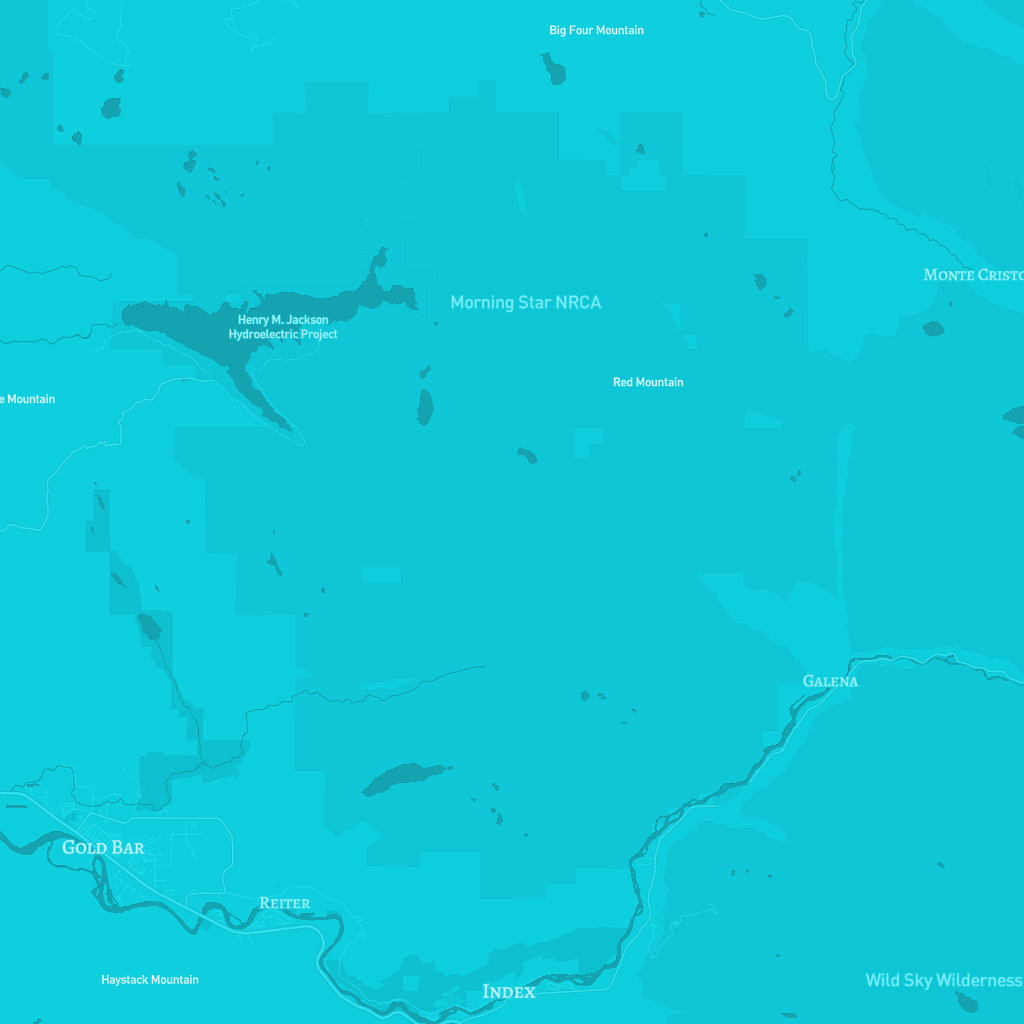 Big Four Mountain
Monte Cristo
Morning Star NRCA
Henry M. Jackson
Hydroelectric Project
Red Mountain
e Mountain
Galena
Gold Bar
Reiter
Haystack Mountain
Wild Sky Wilderness
Index